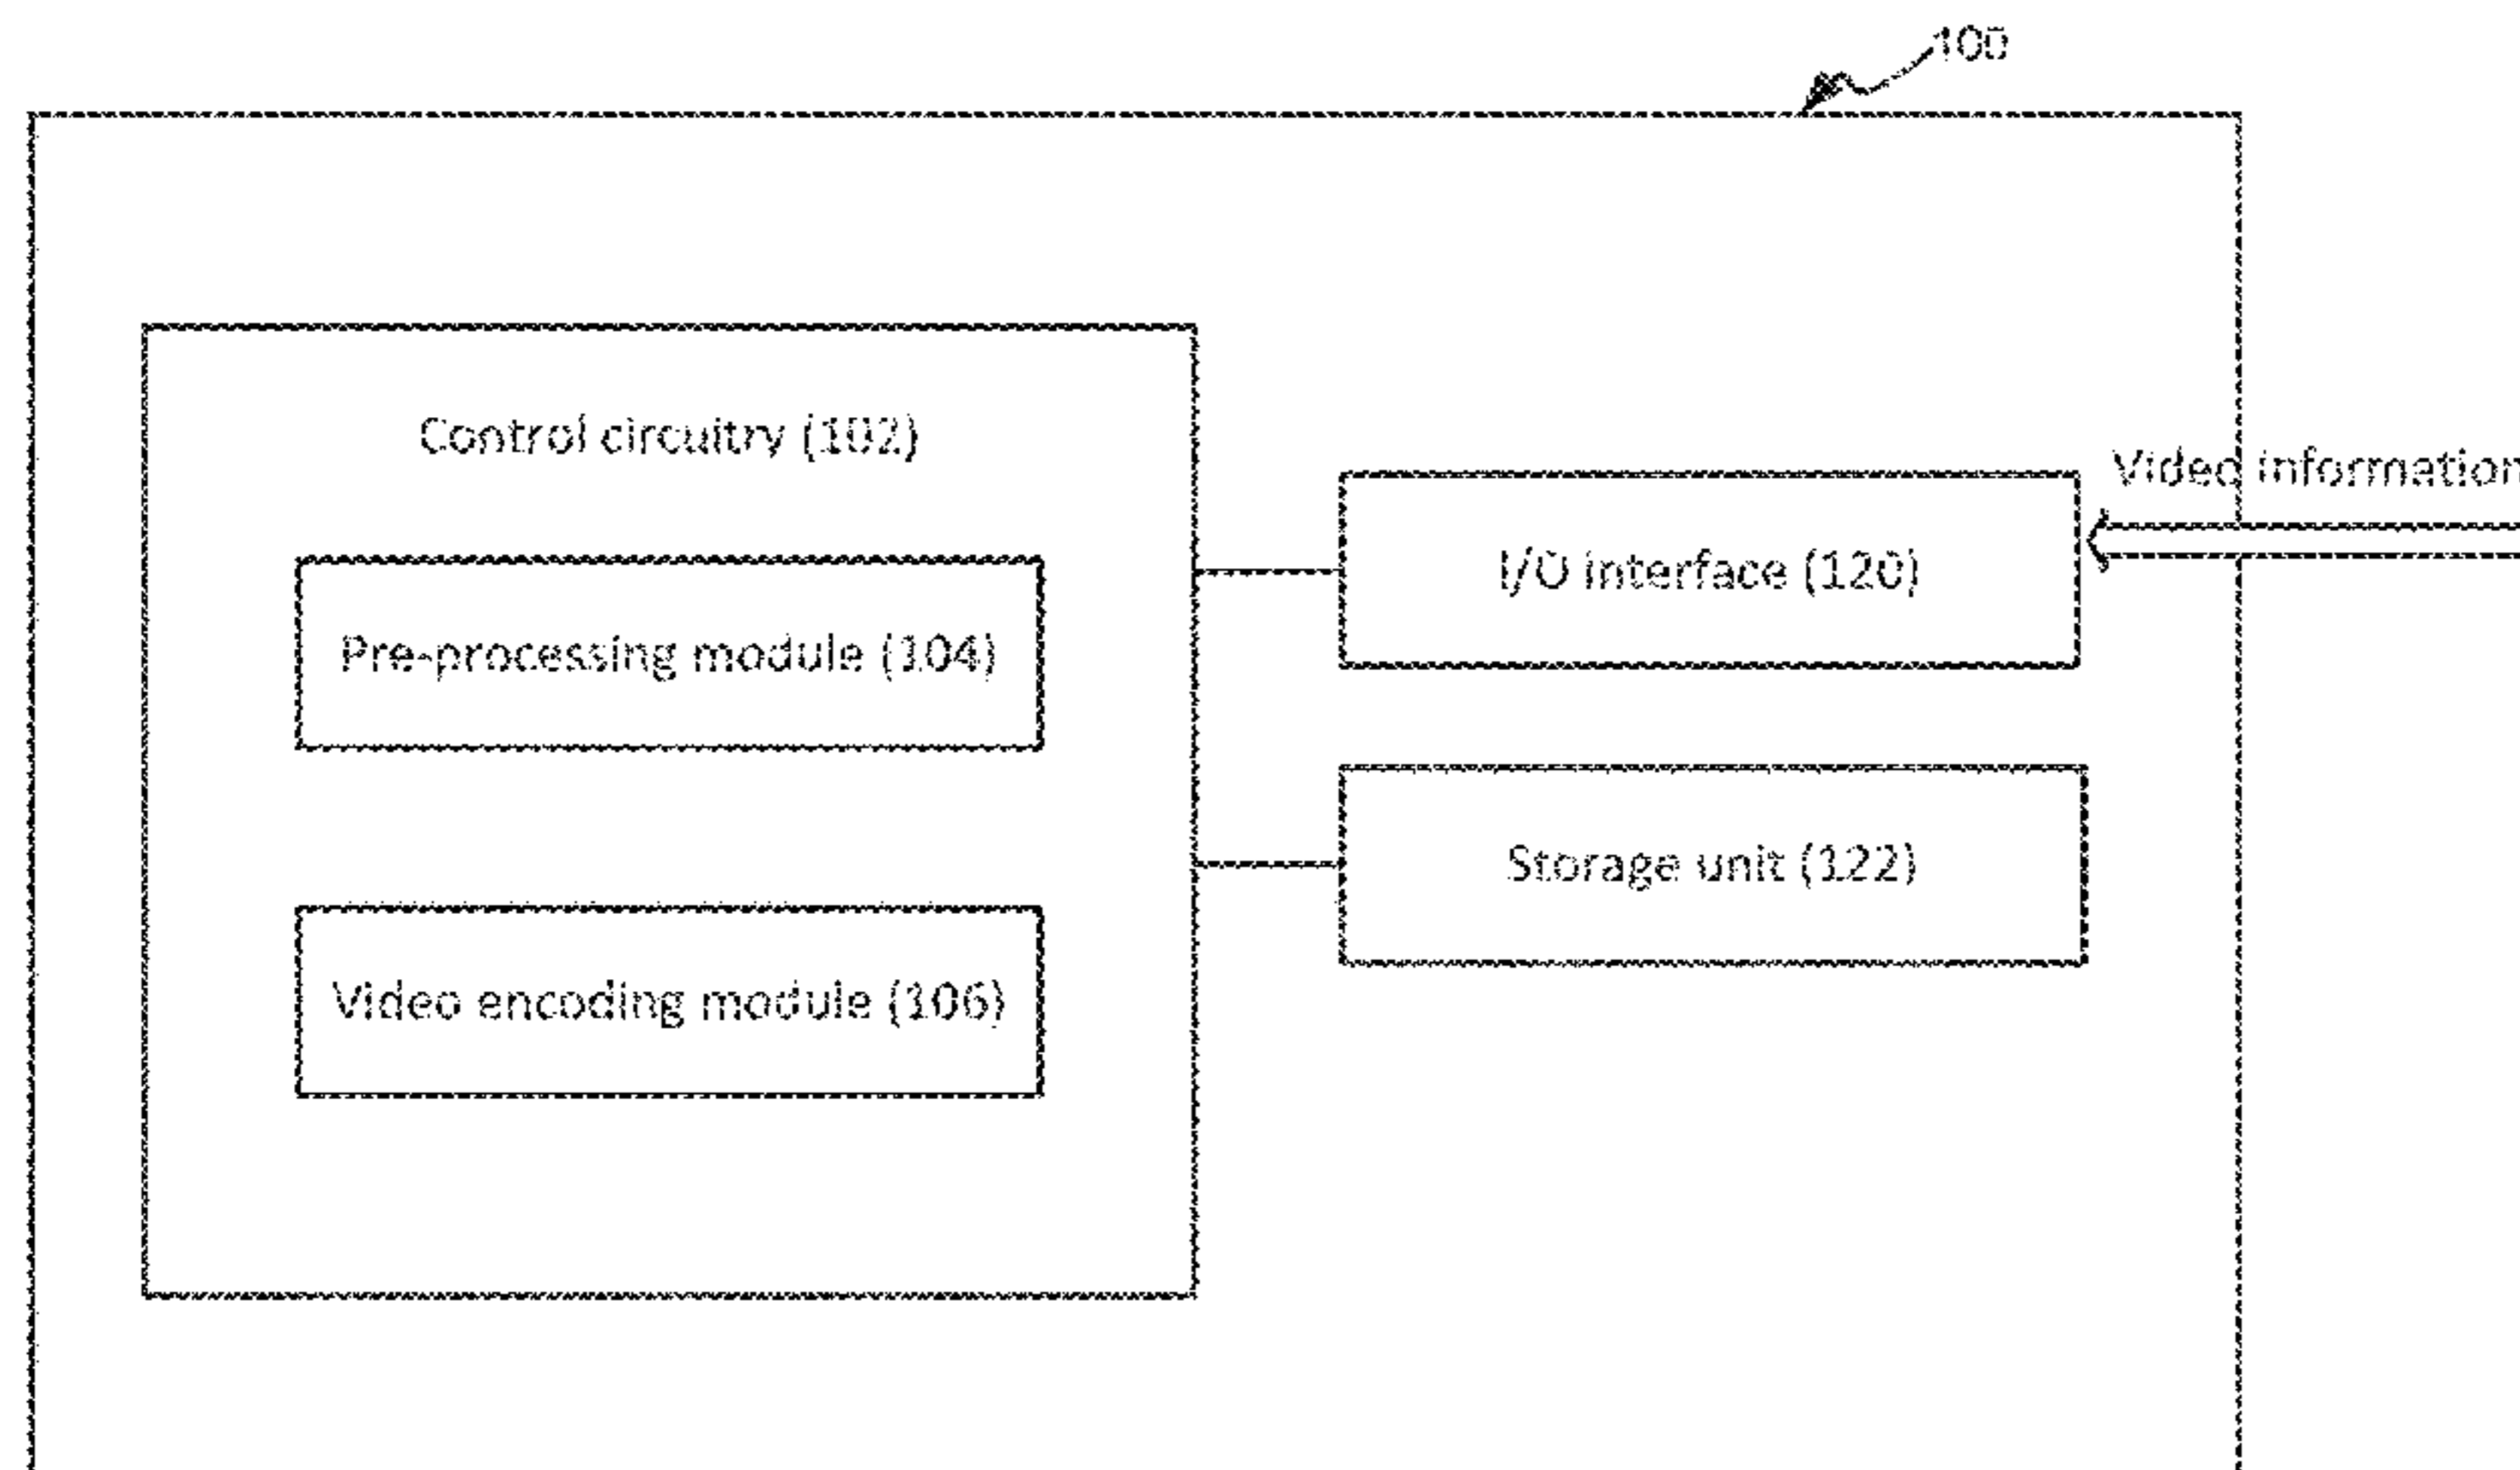 100
Control circuitry (102)
Video information
I/O interface (120)
Pre-processing module (104)
Storage unit (122)
Video encoding module (106)